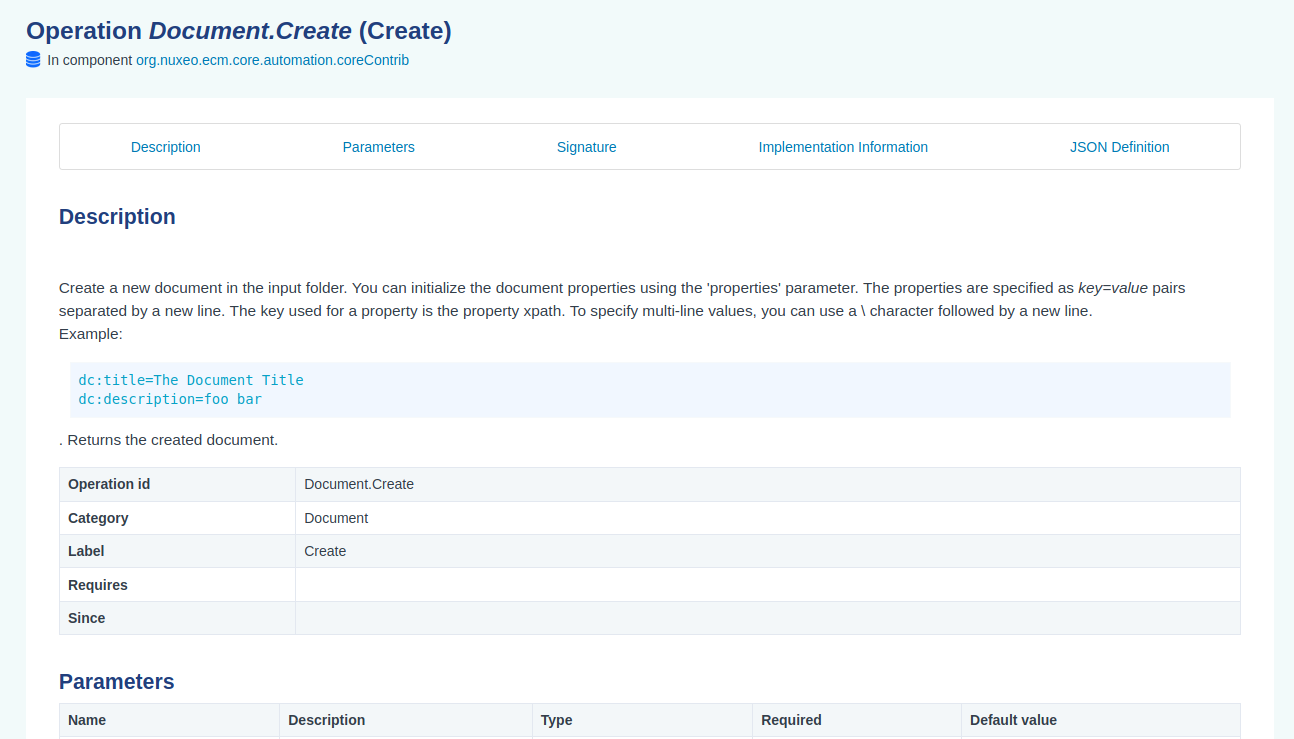 Operation Document.Create (Create)
In component org.nuxeo.ecm.core.automation.coreContrib
Description Parameters Signature Implementation Information JSON Definition
Description
Create a new document in the input folder. You can initialize the document properties using the 'properties' parameter. The properties are specified as key=value pairs
separated by a new line. The key used for a property is the property xpath. To specify multi-line values, you can use a \ character followed by a new line.
Example:
dc:title=The Document Title
dc:description=foo bar
. Returns the created document.
Operation id Document.Create
Category Document
Label Create
Requires
Since
Parameters
Name Description Type Required Default value